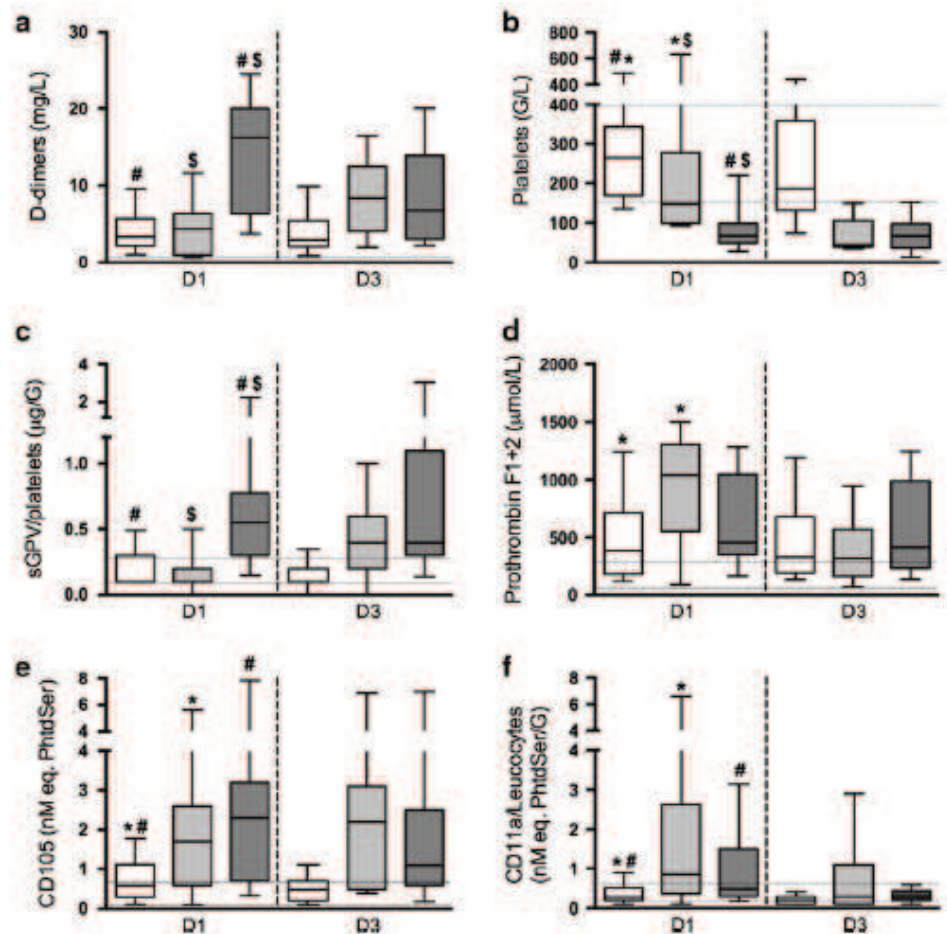 a
D-dimers (mg/L)
30
20
10
0
#
$
# $
D1
D3
b
Platelets (G/L)
800
600
400
400
300
200
100
0
# *
* $
# $
D1
D3
c
sGPV/platelets (µg/G)
4
2
1.0
0.5
0.0
#
$
# $
D1
D3
d
Prothrombin F1+2 (µmol/L)
2000
1500
1000
500
0
*
*
D1
D3
e
CD105 (nM eq. PhtdSer)
8
6
4
4
3
2
1
0
* #
*
#
D1
D3
f
CD11a/Leucocytes
(nM eq. PhtdSer/G)
8
6
4
4
3
2
1
0
* #
*
#
D1
D3